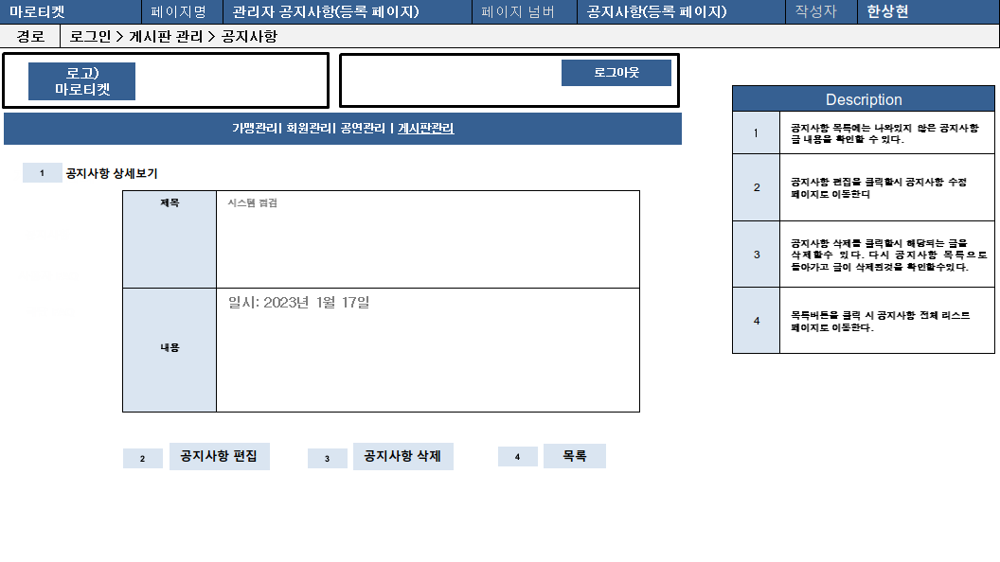 마로티켓 페이지명 관리자 공지사항(등록 페이지) 페이지 넘버 공지사항(등록 페이지) 작성자 한상현
경로 로그인 > 게시판 관리 > 공지사항
로고)
마로티켓
로그아웃
가맹관리| 회원관리| 공연관리 | 게시판관리
1 공지사항 상세보기
제목 시스템 점검
내용 일시: 2023년 1월 17일
2 공지사항 편집 3 공지사항 삭제 4 목록
Description
1 공지사항 목록에는 나와있지 않은 공지사항
글 내용을 확인할 수 있다.
2 공지사항 편집을 클릭할시 공지사항 수정
페이지로 이동한디
3 공지사항 삭제를 클릭할시 해당되는 글을
삭제할수 있다. 다시 공지사항 목록으로
돌아가고 글이 삭제된것을 확인할수있다.
4 목록버튼을 클릭 시 공지사항 전체 리스트
페이지로 이동한다.